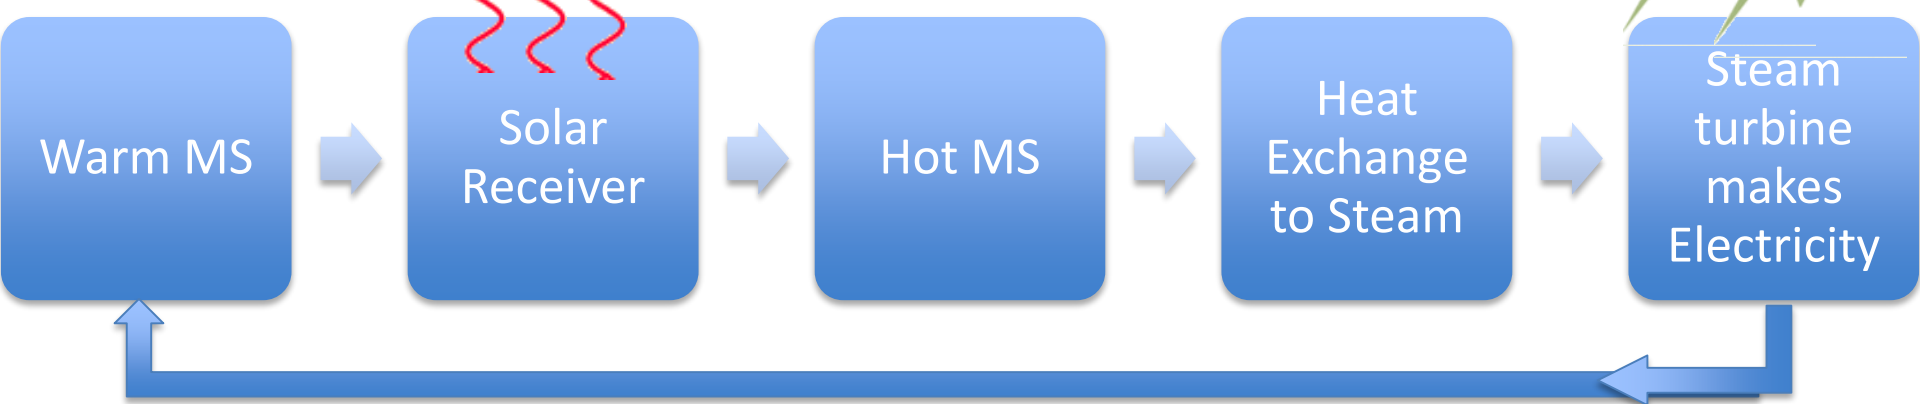 Warm MS
Solar
Receiver
Hot MS
Heat
Exchange
to Steam
Steam
turbine
makes
Electricity